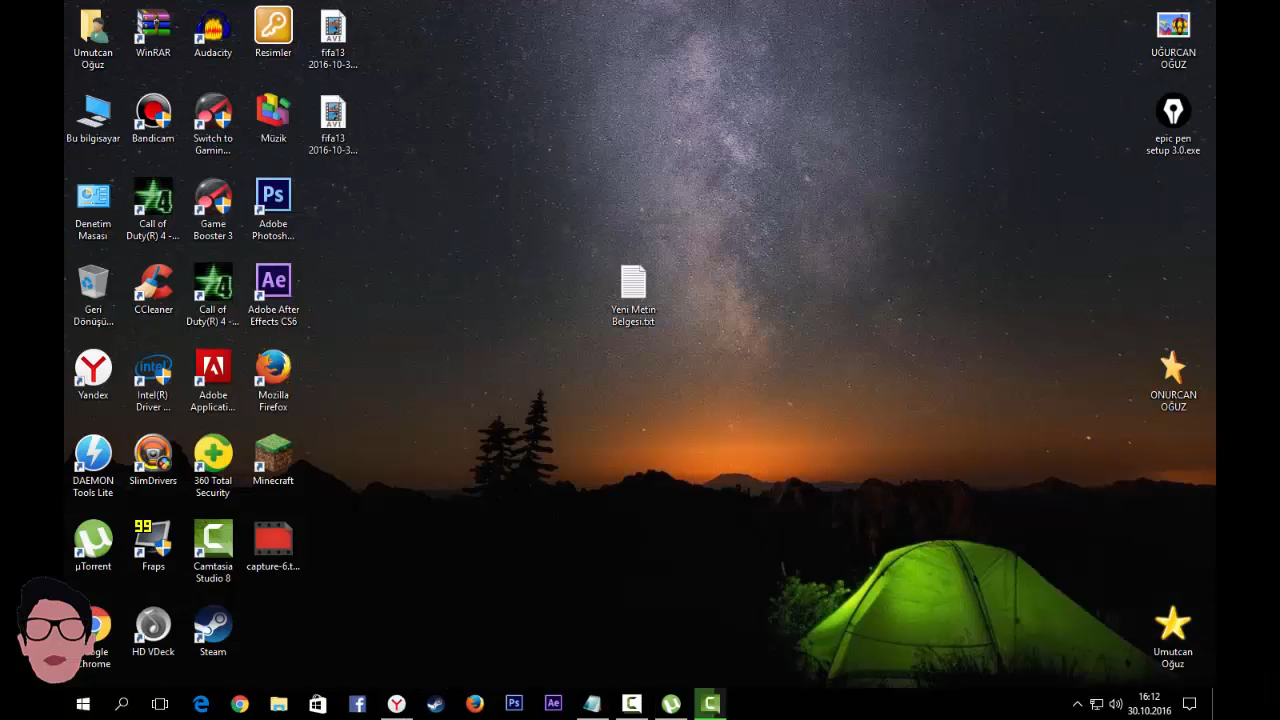 Umutcan
Oğuz
WinRAR
Audacity
Resimler
fifa13
2016-10-3...
UĞURCAN
OĞUZ
Bu bilgisayar
Bandicam
Switch to
Gamin...
Müzik
fifa13
2016-10-3...
epic pen
setup 3.0.exe
Denetim
Masası
Call of
Duty(R) 4 -...
Game
Booster 3
Adobe
Photosh...
Geri
Dönüşü...
CCleaner
Call of
Duty(R) 4 -...
Adobe After
Effects CS6
Yeni Metin
Belgesi.txt
Yandex
Intel(R)
Driver ...
Adobe
Applicati...
Mozilla
Firefox
ONURCAN
OĞUZ
DAEMON
Tools Lite
SlimDrivers
360 Total
Security
Minecraft
µTorrent
99
Fraps
Camtasia
Studio 8
capture-6.t...
Chrome
HD VDeck
Steam
Umutcan
Oğuz
16:12
30.10.2016